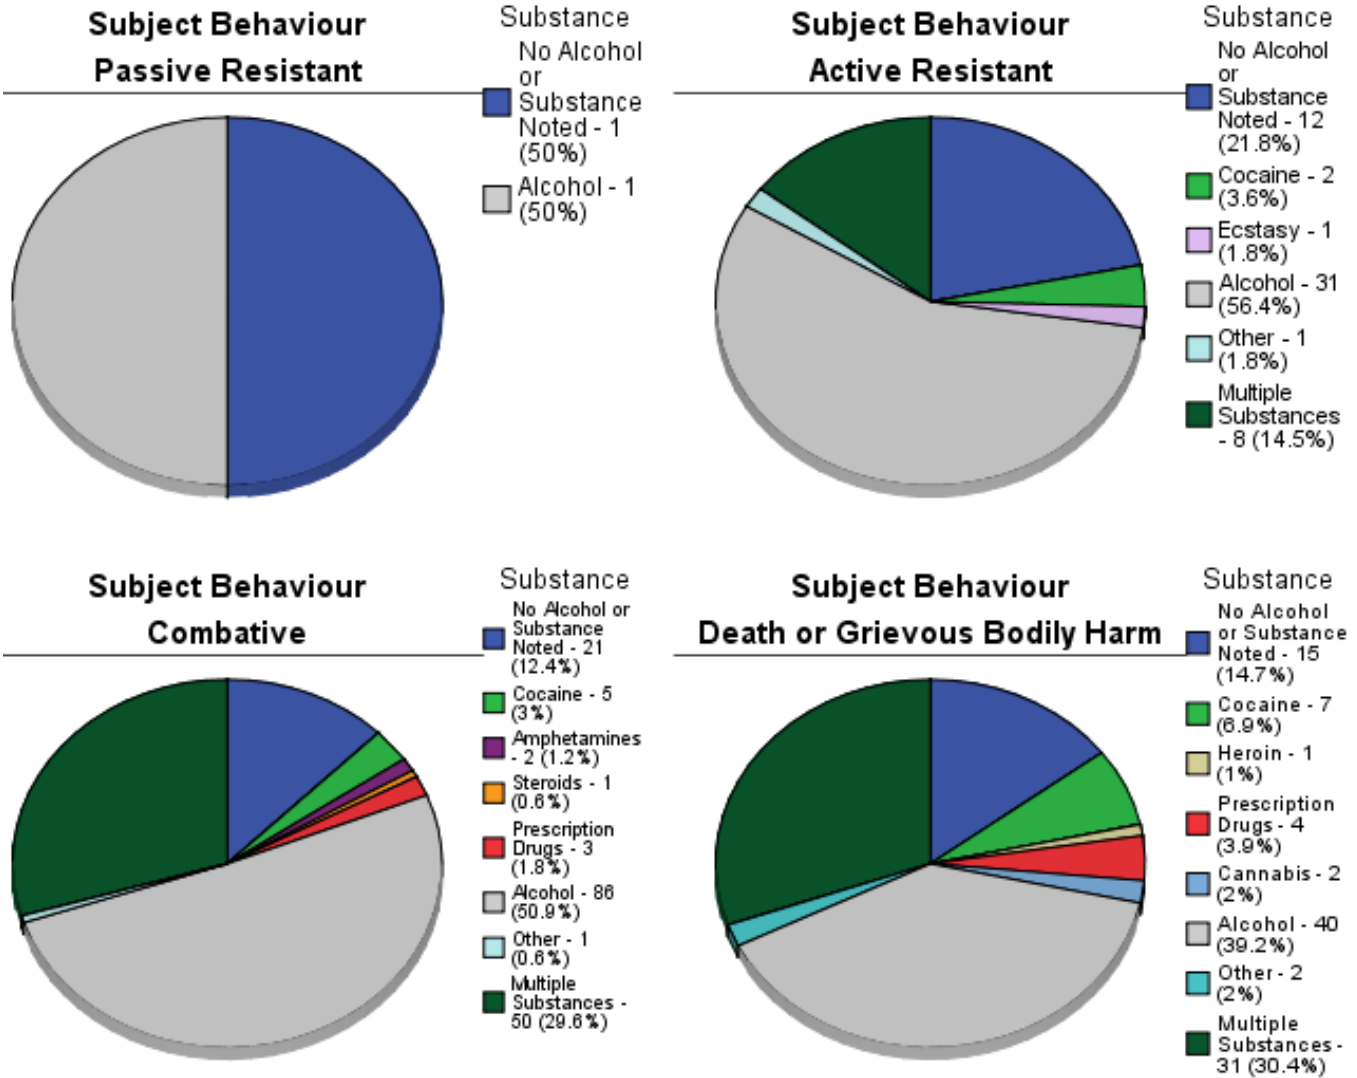 Subject Behaviour
Passive Resistant
Substance
No Alcohol
or
Substance
Noted - 1
(50%)
Alcohol - 1
(50%)
Subject Behaviour
Active Resistant
Substance
No Alcohol
or
Substance
Noted - 12
(21.8%)
Cocaine - 2
(3.6%)
Ecstasy - 1
(1.8%)
Alcohol - 31
(56.4%)
Other - 1
(1.8%)
Multiple
Substances
- 8 (14.5%)
Subject Behaviour
Combative
Substance
No Alcohol or
Substance
Noted - 21
(12.4%)
Cocaine - 5
(3%)
Amphetamines
- 2 (1.2%)
Steroids - 1
(0.6%)
Prescription
Drugs - 3
(1.8%)
Alcohol - 86
(50.9%)
Other - 1
(0.6%)
Multiple
Substances -
50 (29.6%)
Subject Behaviour
Death or Grievous Bodily Harm
Substance
No Alcohol
or Substance
Noted - 15
(14.7%)
Cocaine - 7
(6.9%)
Heroin - 1
(1%)
Prescription
Drugs - 4
(3.9%)
Cannabis - 2
(2%)
Alcohol - 40
(39.2%)
Other - 2
(2%)
Multiple
Substances -
31 (30.4%)